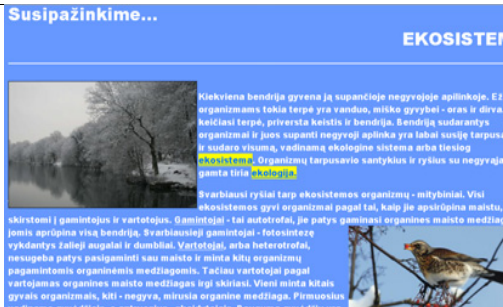 Susipažinkime...
EKOSISTEM
Kiekviena bendrija gyvena ją supančioje negyvojoje aplinkoje. Ež
organizmams tokia terpė yra vanduo, miško gyvybei - oras ir dirva
keičiasi terpė, priversta keistis ir bendrija. Bendriją sudarantys
organizmai ir juos supanti negyvoji aplinka yra labai susiję tarpusa
ir sudaro visumą, vadinamą ekologine sistema arba tiesiog
ekosistema. Organizmų tarpusavio santykius ir ryšius su negyvąja
gamta tiria ekologija.
Svarbiausi ryšiai tarp ekosistemos organizmų - mitybiniai. Visi
ekosistemos gyvi organizmai pagal tai, kaip jie apsirūpina maistu,
skirstomi į gamintojus ir vartotojus. Gamintojai - tai autotrofai, jie patys gaminasi organines maisto medžiag
jomis aprūpina visą bendriją. Svarbiausieji gamintojai - fotosintezę
vykdantys žalieji augalai ir dumbliai. Vartotojai, arba heterotrofai,
nesugeba patys pasigaminti sau maisto ir minta kitų organizmų
pagamintomis organinėmis medžiagomis. Tačiau vartotojai pagal
vartojamas organines maisto medžiagas irgi skiriasi. Vieni minta kitais
gyvais organizmais, kiti - negyva, mirusia organine medžiaga. Pirmuosius